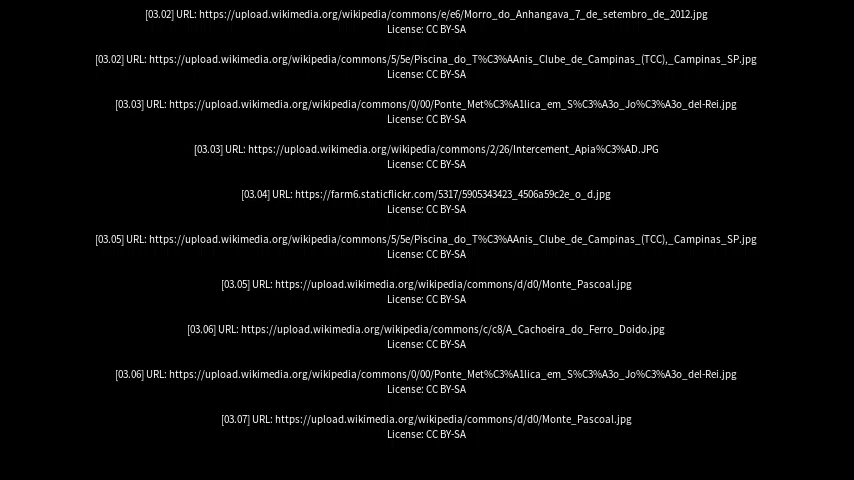 [03.02] URL: https://upload.wikimedia.org/wikipedia/commons/e/e6/Morro_do_Anhangava_7_de_setembro_de_2012.jpg
License: CC BY-SA
[03.02] URL: https://upload.wikimedia.org/wikipedia/commons/5/5e/Piscina_do_T%C3%AAnis_Clube_de_Campinas_(TCC),_Campinas_SP.jpg
License: CC BY-SA
[03.03] URL: https://upload.wikimedia.org/wikipedia/commons/0/00/Ponte_Met%C3%A1lica_em_S%C3%A3o_Jo%C3%A3o_del-Rei.jpg
License: CC BY-SA
[03.03] URL: https://upload.wikimedia.org/wikipedia/commons/2/26/Intercement_Apia%C3%AD.JPG
License: CC BY-SA
[03.04] URL: https://farm6.staticflickr.com/5317/5905343423_4506a59c2e_o_d.jpg
License: CC BY-SA
[03.05] URL: https://upload.wikimedia.org/wikipedia/commons/5/5e/Piscina_do_T%C3%AAnis_Clube_de_Campinas_(TCC),_Campinas_SP.jpg
License: CC BY-SA
[03.05] URL: https://upload.wikimedia.org/wikipedia/commons/d/d0/Monte_Pascoal.jpg
License: CC BY-SA
[03.06] URL: https://upload.wikimedia.org/wikipedia/commons/c/c8/A_Cachoeira_do_Ferro_Doido.jpg
License: CC BY-SA
[03.06] URL: https://upload.wikimedia.org/wikipedia/commons/0/00/Ponte_Met%C3%A1lica_em_S%C3%A3o_Jo%C3%A3o_del-Rei.jpg
License: CC BY-SA
[03.07] URL: https://upload.wikimedia.org/wikipedia/commons/d/d0/Monte_Pascoal.jpg
License: CC BY-SA